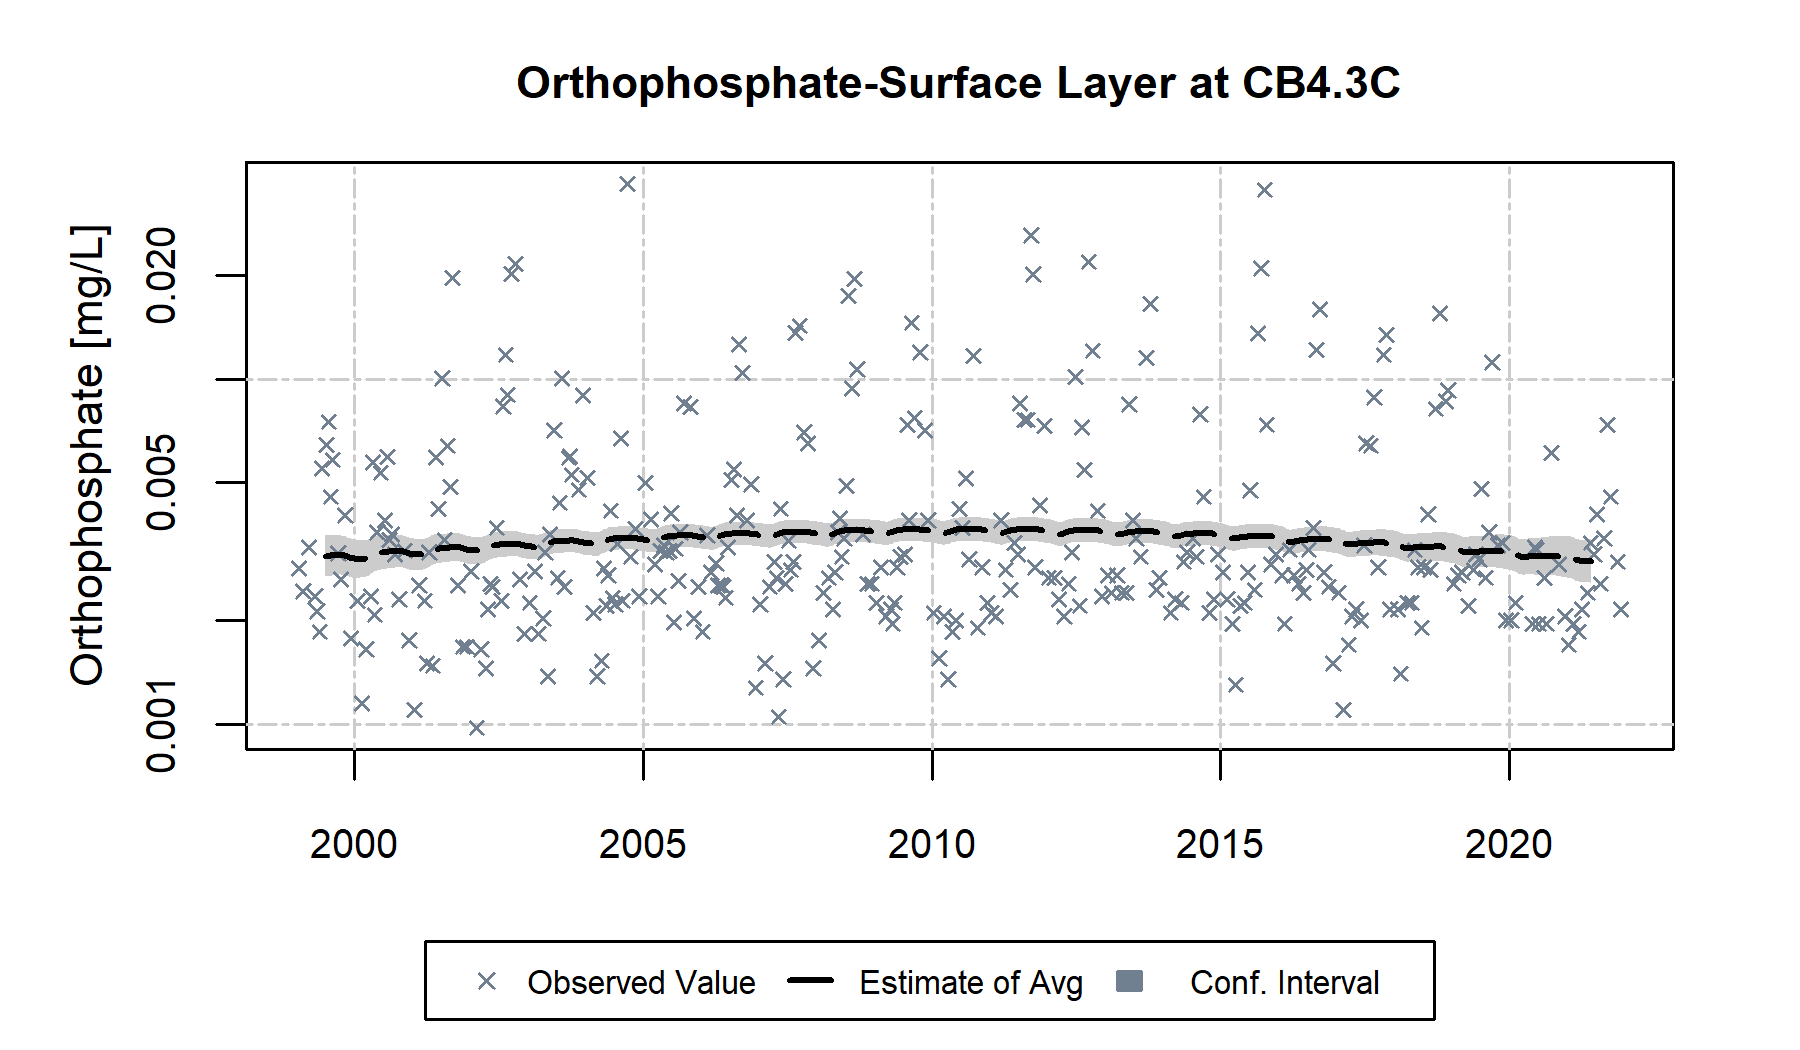 Orthophosphate-Surface Layer at CB4.3C
Orthophosphate [mg/L]
0.020
0.005
0.001
2000 2005 2010 2015 2020
Observed Value Estimate of Avg Conf. Interval